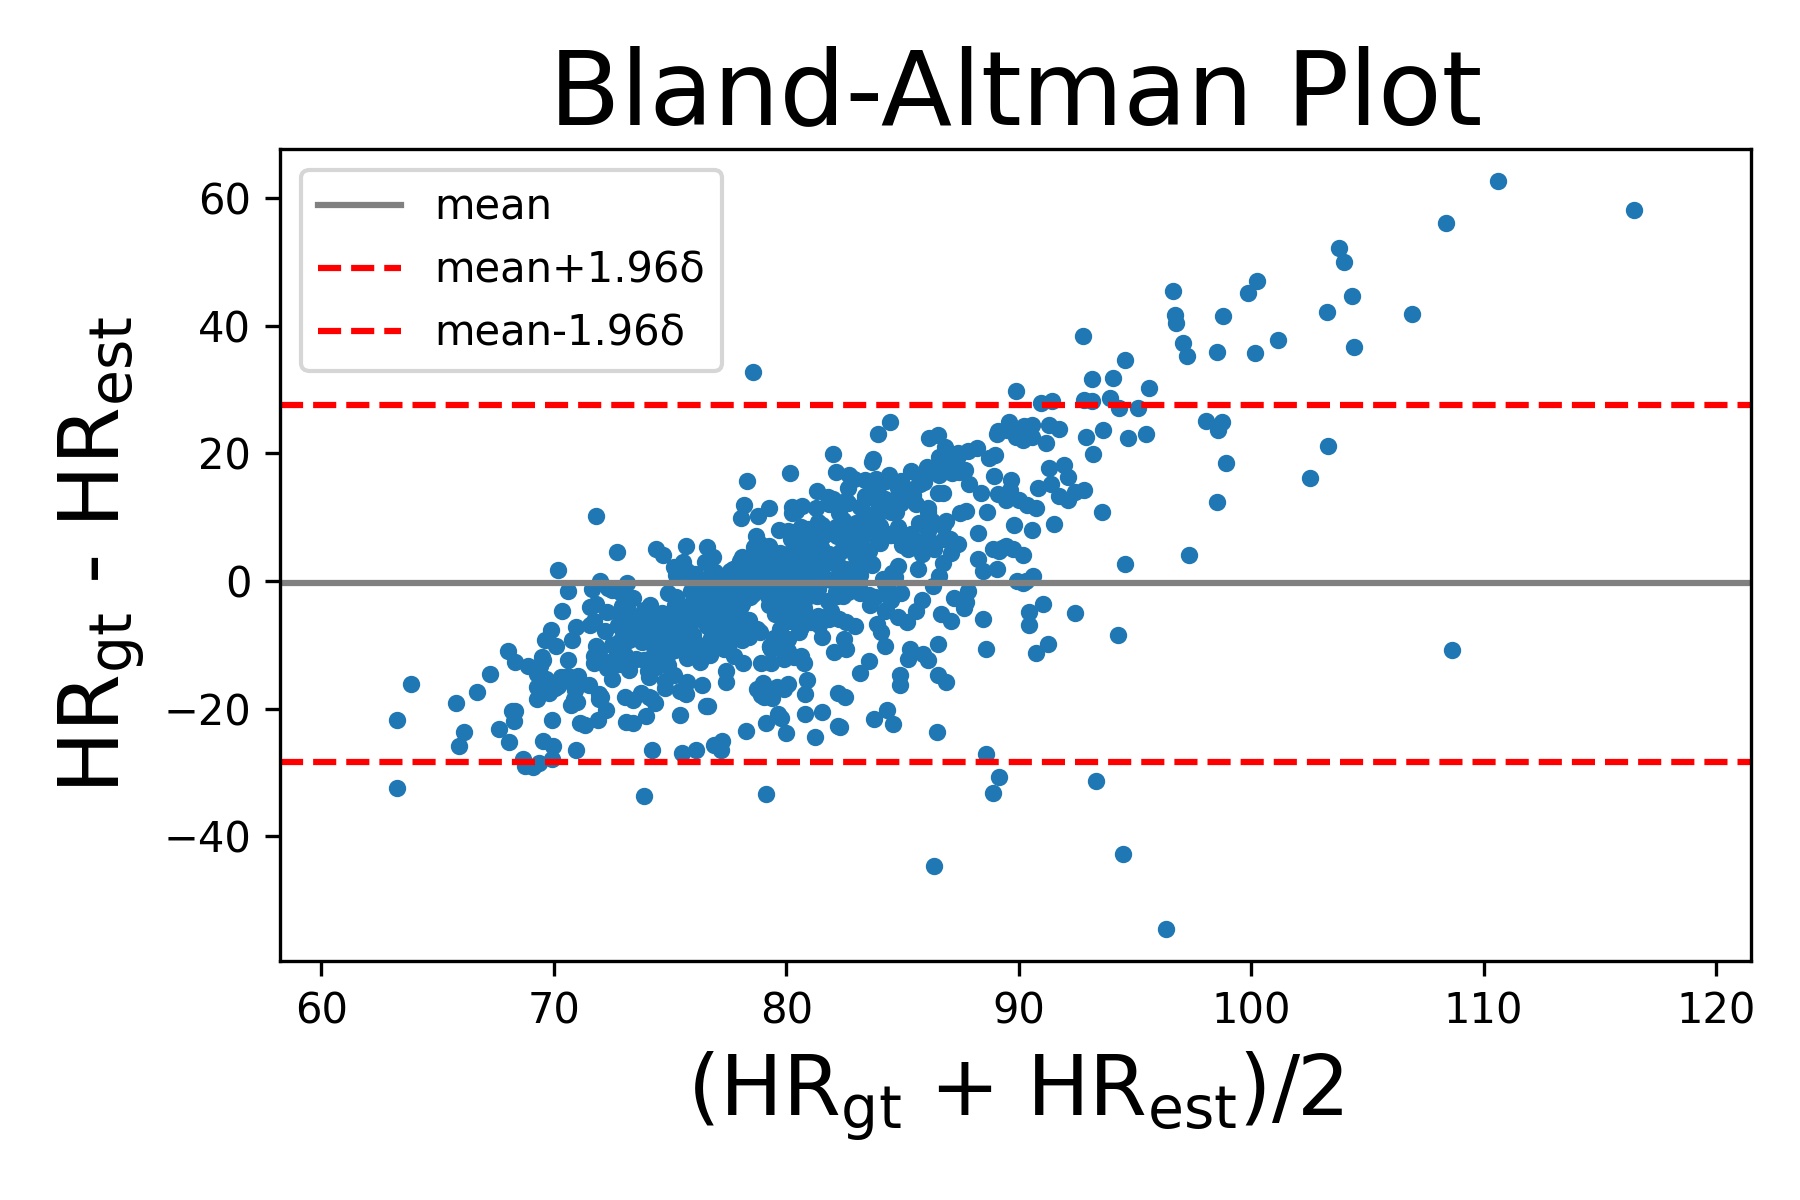 Bland-Altman Plot
mean
mean+1.96δ
mean-1.96δ
HRgt - HRest
60
40
20
0
−20
−40
60 70 80 90 100 110 120
(HRgt + HRest)/2